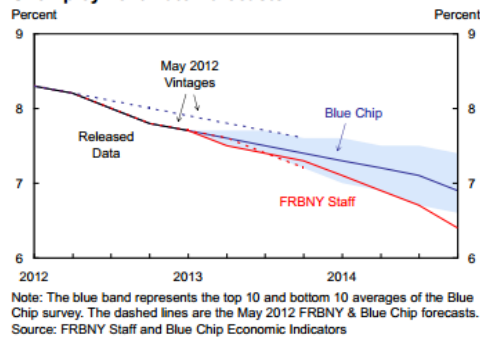 Percent Percent
9 9
May 2012
Vintages
8 8
Blue Chip
Released
Data
7 7
FRBNY Staff
6 6
2012 2013 2014
Note: The blue band represents the top 10 and bottom 10 averages of the Blue
Chip survey. The dashed lines are the May 2012 FRBNY & Blue Chip forecasts.
Source: FRBNY Staff and Blue Chip Economic Indicators